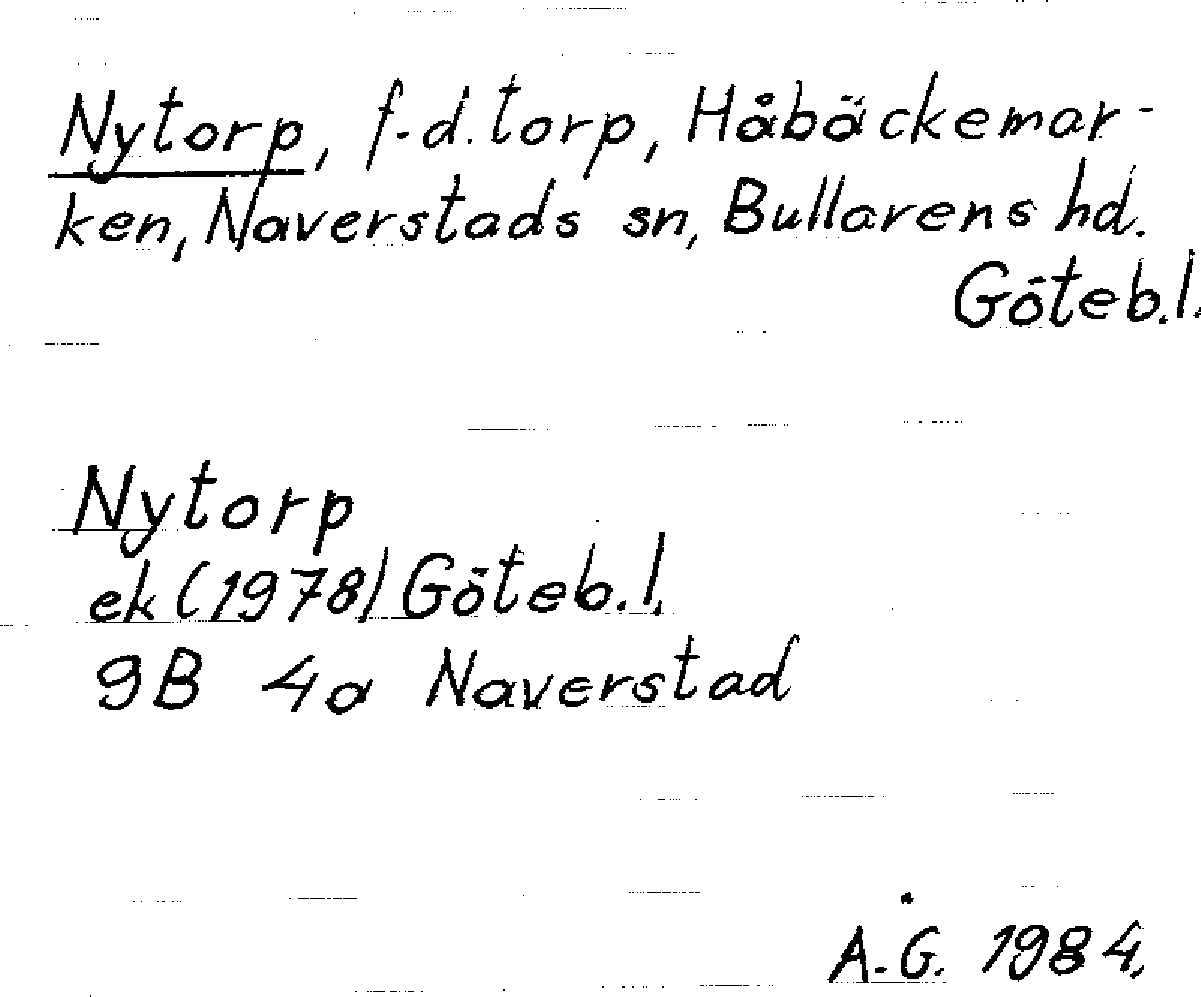 Nytorp, f.d. torp, Håbäckemar-
ken, Naverstads sn, Bullarens hd.
Göteb.l.
Nytorp
ek (1978) Göteb.l.
9B 4a Naverstad
A.G. 1984.